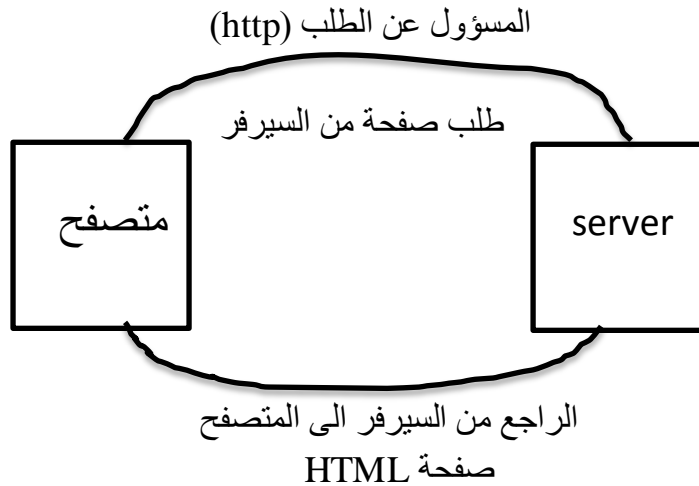 المسؤول عن الطلب (http)
طلب صفحة من السيرفر
متصفح
server
الراجع من السيرفر الى المتصفح
صفحة HTML